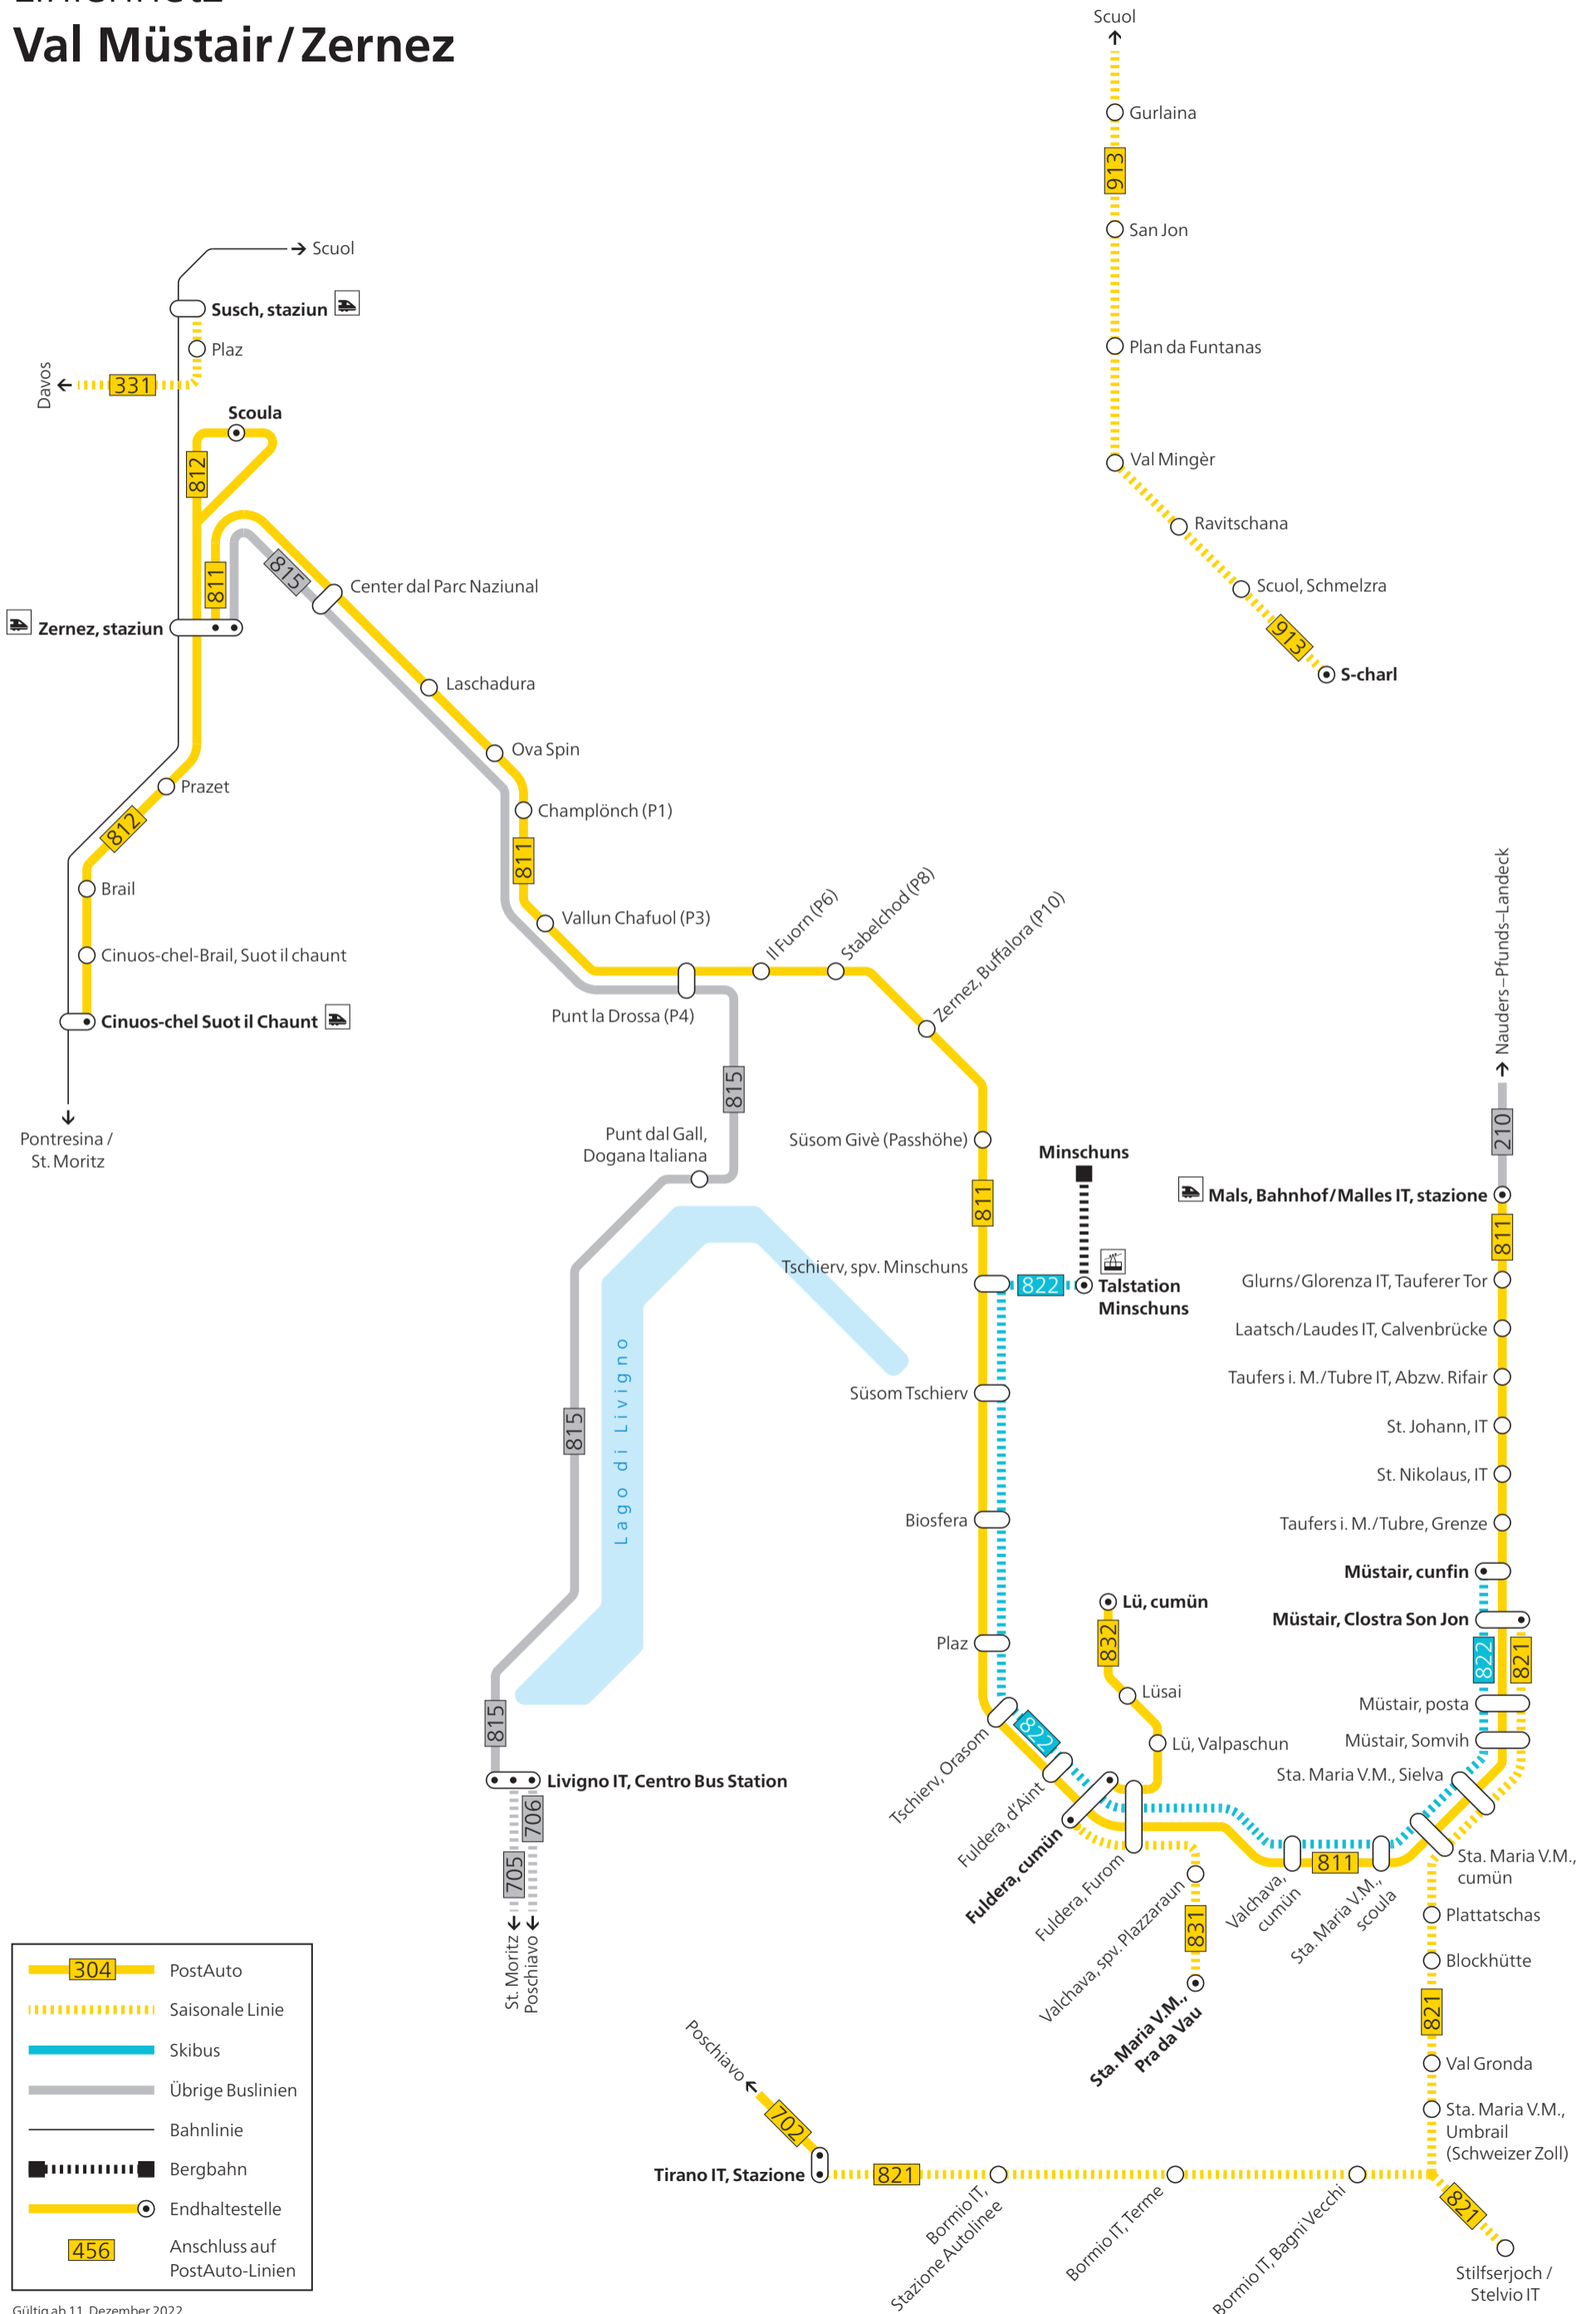 Val Müstair / Zernez
Scuol
Gurlaina
913
San Jon
Plan da Funtanas
Val Mingèr
Ravitschana
Scuol, Schmelzra
913
S-charl
Scuol
Susch, staziun
Plaz
Davos
331
Scoula
812
811
815
Center dal Parc Naziunal
Zernez, staziun
Laschadura
Ova Spin
Prazet
812
Champlönch (P1)
811
Brail
Vallun Chafuol (P3)
Cinuos-chel-Brail, Suot il chaunt
Cinuos-chel Suot il Chaunt
Pontresina /
St. Moritz
Il Fuorn (P6)
Stabelchod (P8)
Zernez, Buffalora (P10)
Punt la Drossa (P4)
815
Punt dal Gall,
Dogana Italiana
Süsom Givè (Passhöhe)
811
Minschuns
Tschierv, spv. Minschuns
822
Talstation
Minschuns
Nauders–Pfunds–Landeck
210
Mals, Bahnhof / Malles IT, stazione
811
Glurns/Glorenza IT, Tauferer Tor
Laatsch/Laudes IT, Calvenbrücke
Taufers i. M./Tubre IT, Abzw. Rifair
St. Johann, IT
St. Nikolaus, IT
Taufers i. M./Tubre, Grenze
Müstair, cunfin
Müstair, Clostra Son Jon
822
821
Müstair, posta
Müstair, Somvih
Sta. Maria V.M., Sielva
Süsom Tschierv
815
Lago di Livigno
Biosfera
Lü, cumün
832
Plaz
Lüsai
Lü, Valpaschun
815
Livigno IT, Centro Bus Station
706
705
St. Moritz
Poschiavo
Tschierv, Orasom
822
Fuldera, d'Aint
Fuldera, cumün
Fuldera, Furom
Valchava, spv. Plazzaraun
831
Sta. Maria V.M.,
Pra da Vau
Valchava,
cumün
811
Sta. Maria V.M.,
scoula
Sta. Maria V.M.,
cumün
Plattatschas
Blockhütte
821
Val Gronda
Sta. Maria V.M.,
Umbrail
(Schweizer Zoll)
821
Stilfserjoch /
Stelvio IT
Poschiavo
702
Tirano IT, Stazione
821
Bormio IT,
Stazione Autolinee
Bormio IT, Terme
Bormio IT, Bagni Vecchi
304
PostAuto
Saisonale Linie
Skibus
Übrige Buslinien
Bahnlinie
Bergbahn
Endhaltestelle
456
Anschluss auf
PostAuto-Linien
Gültig ab 11. Dezember 2022